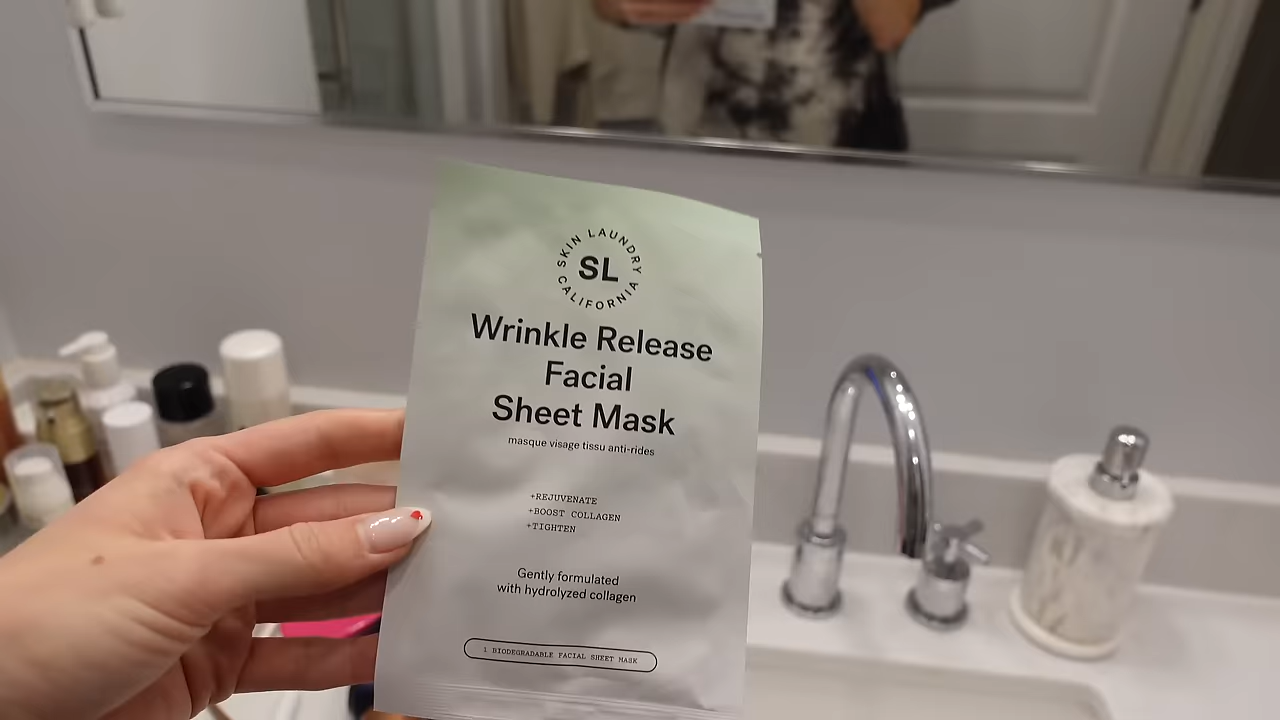 SKIN LAUNDRY
SL
CALIFORNIA
Wrinkle Release
Facial
Sheet Mask
masque visage tissu anti-rides
+REJUVENATE
+BOOST COLLAGEN
+TIGHTEN
Gently formulated
with hydrolyzed collagen
1 BIODEGRADABLE FACIAL SHEET MASK